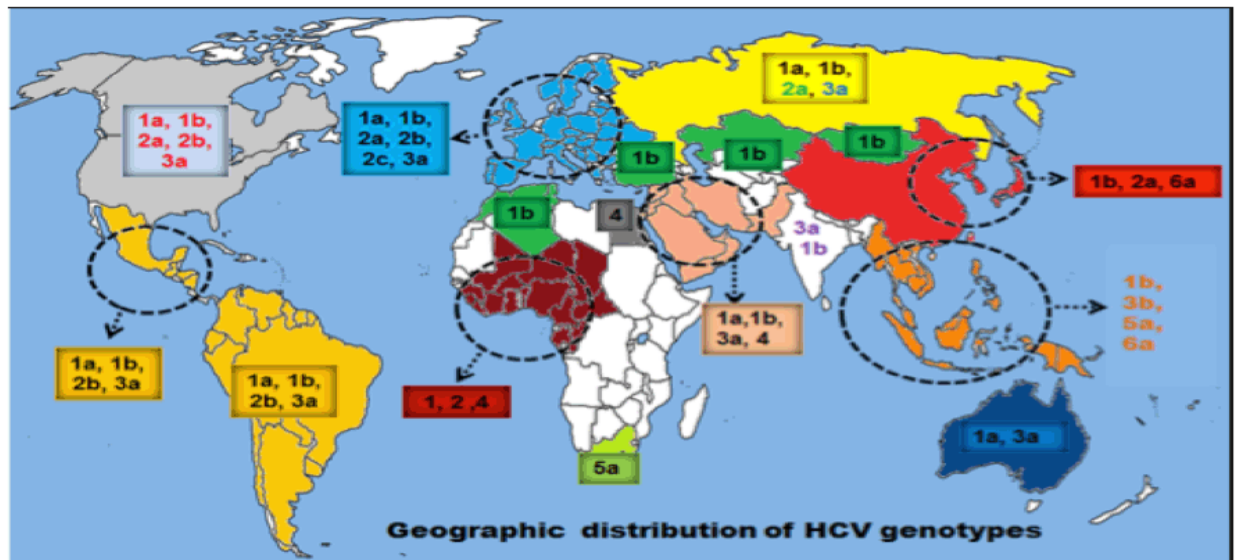 1a, 1b,
2a, 2b,
3a
1a, 1b,
2a, 2b,
2c, 3a
1a, 1b,
2a, 3a
1b
1b
1b
1b, 2a, 6a
1b
4
3a
1b
1b,
3b,
5a,
6a
1a,1b,
3a, 4
1a, 1b,
2b, 3a
1a, 1b,
2b, 3a
1, 2 ,4
1a, 3a
5a
Geographic distribution of HCV genotypes